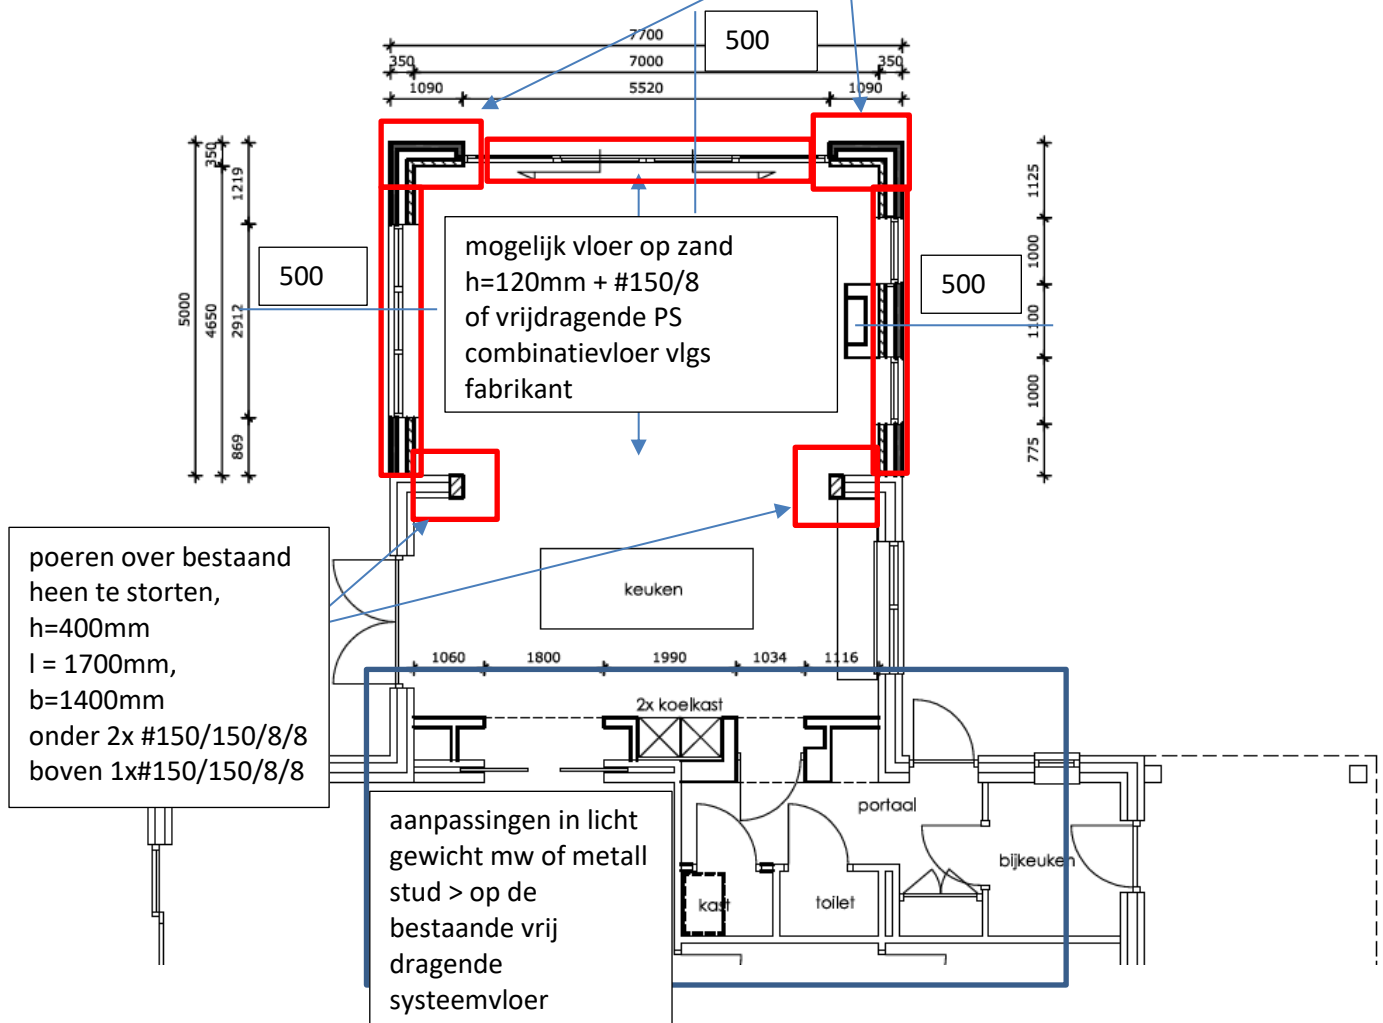 7700
500
350
7000
350
1090
5520
1090
350
1219
5000
4650
2912
869
1125
1000
1100
1000
775
500
500
mogelijk vloer op zand
h=120mm + #150/8
of vrijdragende PS
combinatievloer vlgs
fabrikant
poeren over bestaand
heen te storten,
h=400mm
l = 1700mm,
b=1400mm
onder 2x #150/150/8/8
boven 1x#150/150/8/8
keuken
1060
1800
1990
1034
1116
2x koelkast
aanpassingen in licht
gewicht mw of metall
stud > op de
bestaande vrij
dragende
systeemvloer
portaal
bijkeuken
kast
toilet